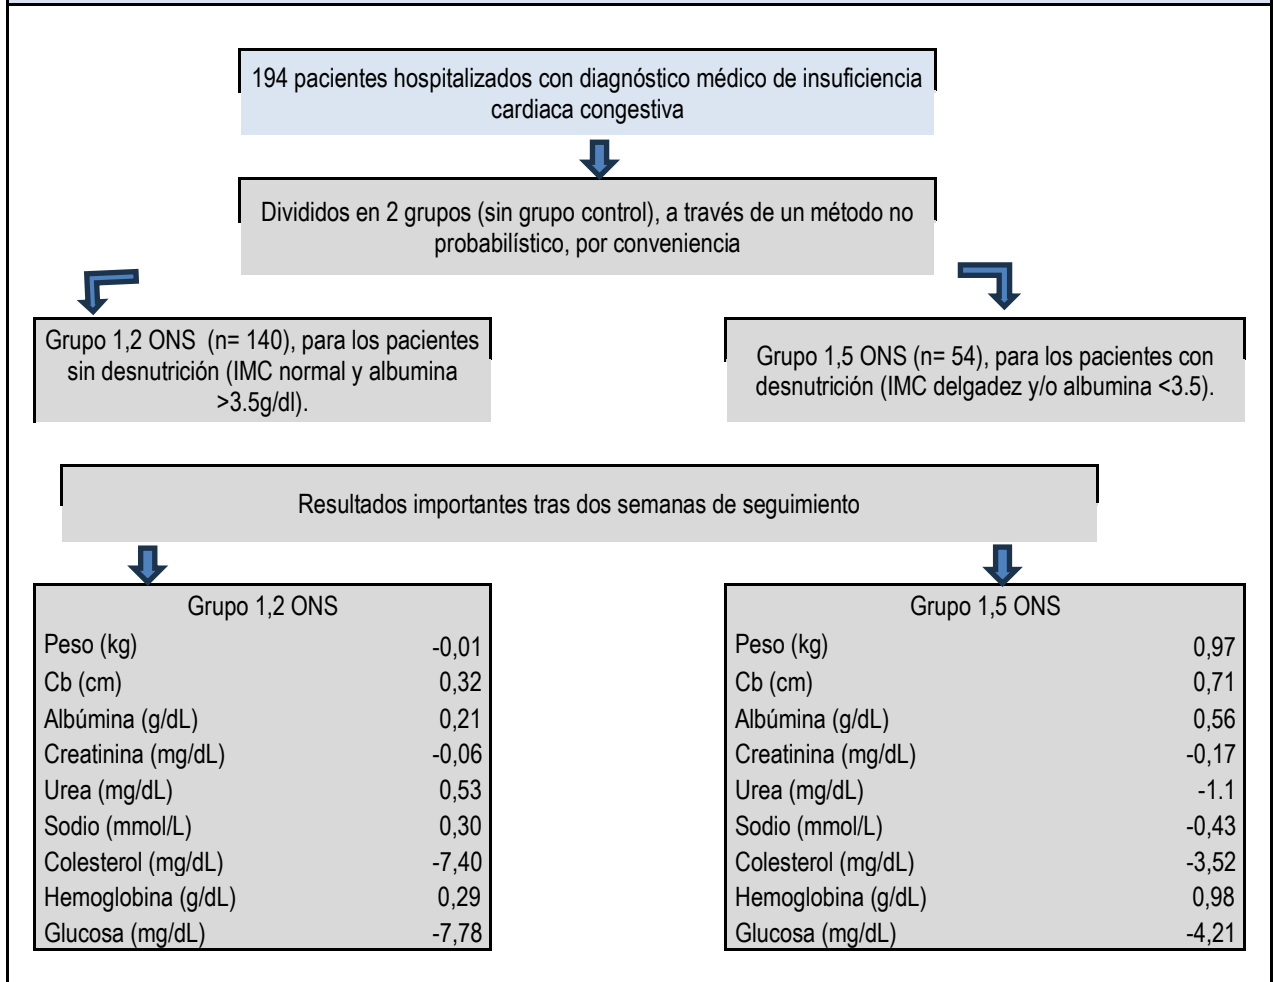 194 pacientes hospitalizados con diagnóstico médico de insuficiencia
cardiaca congestiva
Divididos en 2 grupos (sin grupo control), a través de un método no
probabilístico, por conveniencia
Grupo 1,2 ONS (n= 140), para los pacientes
sin desnutrición (IMC normal y albumina
>3.5g/dl).
Grupo 1,5 ONS (n= 54), para los pacientes con
desnutrición (IMC delgadez y/o albumina <3.5).
Resultados importantes tras dos semanas de seguimiento
Grupo 1,2 ONS
Peso (kg) -0,01
Cb (cm) 0,32
Albúmina (g/dL) 0,21
Creatinina (mg/dL) -0,06
Urea (mg/dL) 0,53
Sodio (mmol/L) 0,30
Colesterol (mg/dL) -7,40
Hemoglobina (g/dL) 0,29
Glucosa (mg/dL) -7,78
Grupo 1,5 ONS
Peso (kg) 0,97
Cb (cm) 0,71
Albúmina (g/dL) 0,56
Creatinina (mg/dL) -0,17
Urea (mg/dL) -1.1
Sodio (mmol/L) -0,43
Colesterol (mg/dL) -3,52
Hemoglobina (g/dL) 0,98
Glucosa (mg/dL) -4,21